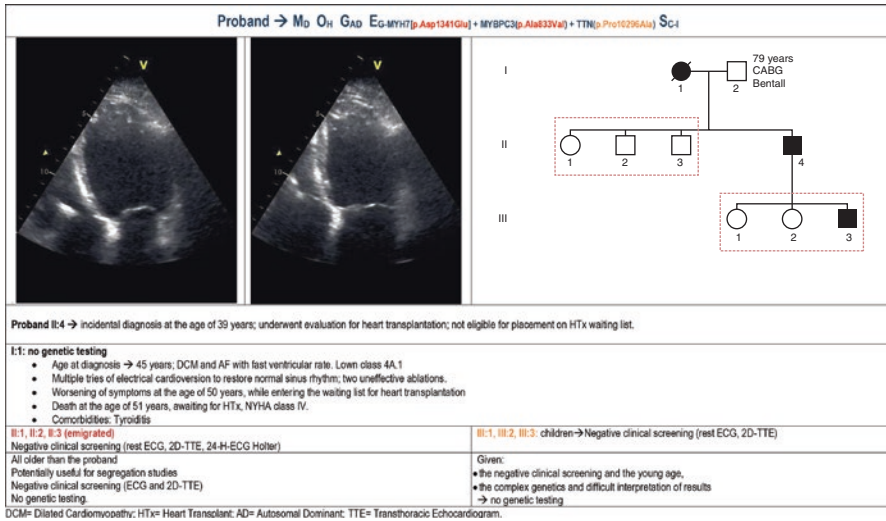 Proband → MD OH GAD EG-MYH7[p.Asp1341Glu] + MYBPC3(p.Ala833Val) + TTN(p.Pro10296Ala) SC-I
V
V
5
10
10
I
1
2
79 years
CABG
Bentall
II
1
2
3
4
III
1
2
3
Proband II:4 → incidental diagnosis at the age of 39 years; underwent evaluation for heart transplantation; not eligible for placement on HTx waiting list.
I:1: no genetic testing
• Age at diagnosis → 45 years; DCM and AF with fast ventricular rate. Lown class 4A.1
• Multiple tries of electrical cardioversion to restore normal sinus rhythm; two uneffective ablations.
• Worsening of symptoms at the age of 50 years, while entering the waiting list for heart transplantation
• Death at the age of 51 years, awaiting for HTx, NYHA class IV.
• Comorbidities: Tyroiditis
II:1, II:2, II:3 (emigrated)
Negative clinical screening (rest ECG, 2D-TTE, 24-H-ECG Holter)
III:1, III:2, III:3: children→Negative clinical screening (rest ECG, 2D-TTE)
All older than the proband
Potentially useful for segregation studies
Negative clinical screening (ECG and 2D-TTE)
No genetic testing.
Given:
• the negative clinical screening and the young age,
• the complex genetics and difficult interpretation of results
→ no genetic testing
DCM= Dilated Cardiomyopathy; HTx= Heart Transplant; AD= Autosomal Dominant; TTE= Transthoracic Echocardiogram.